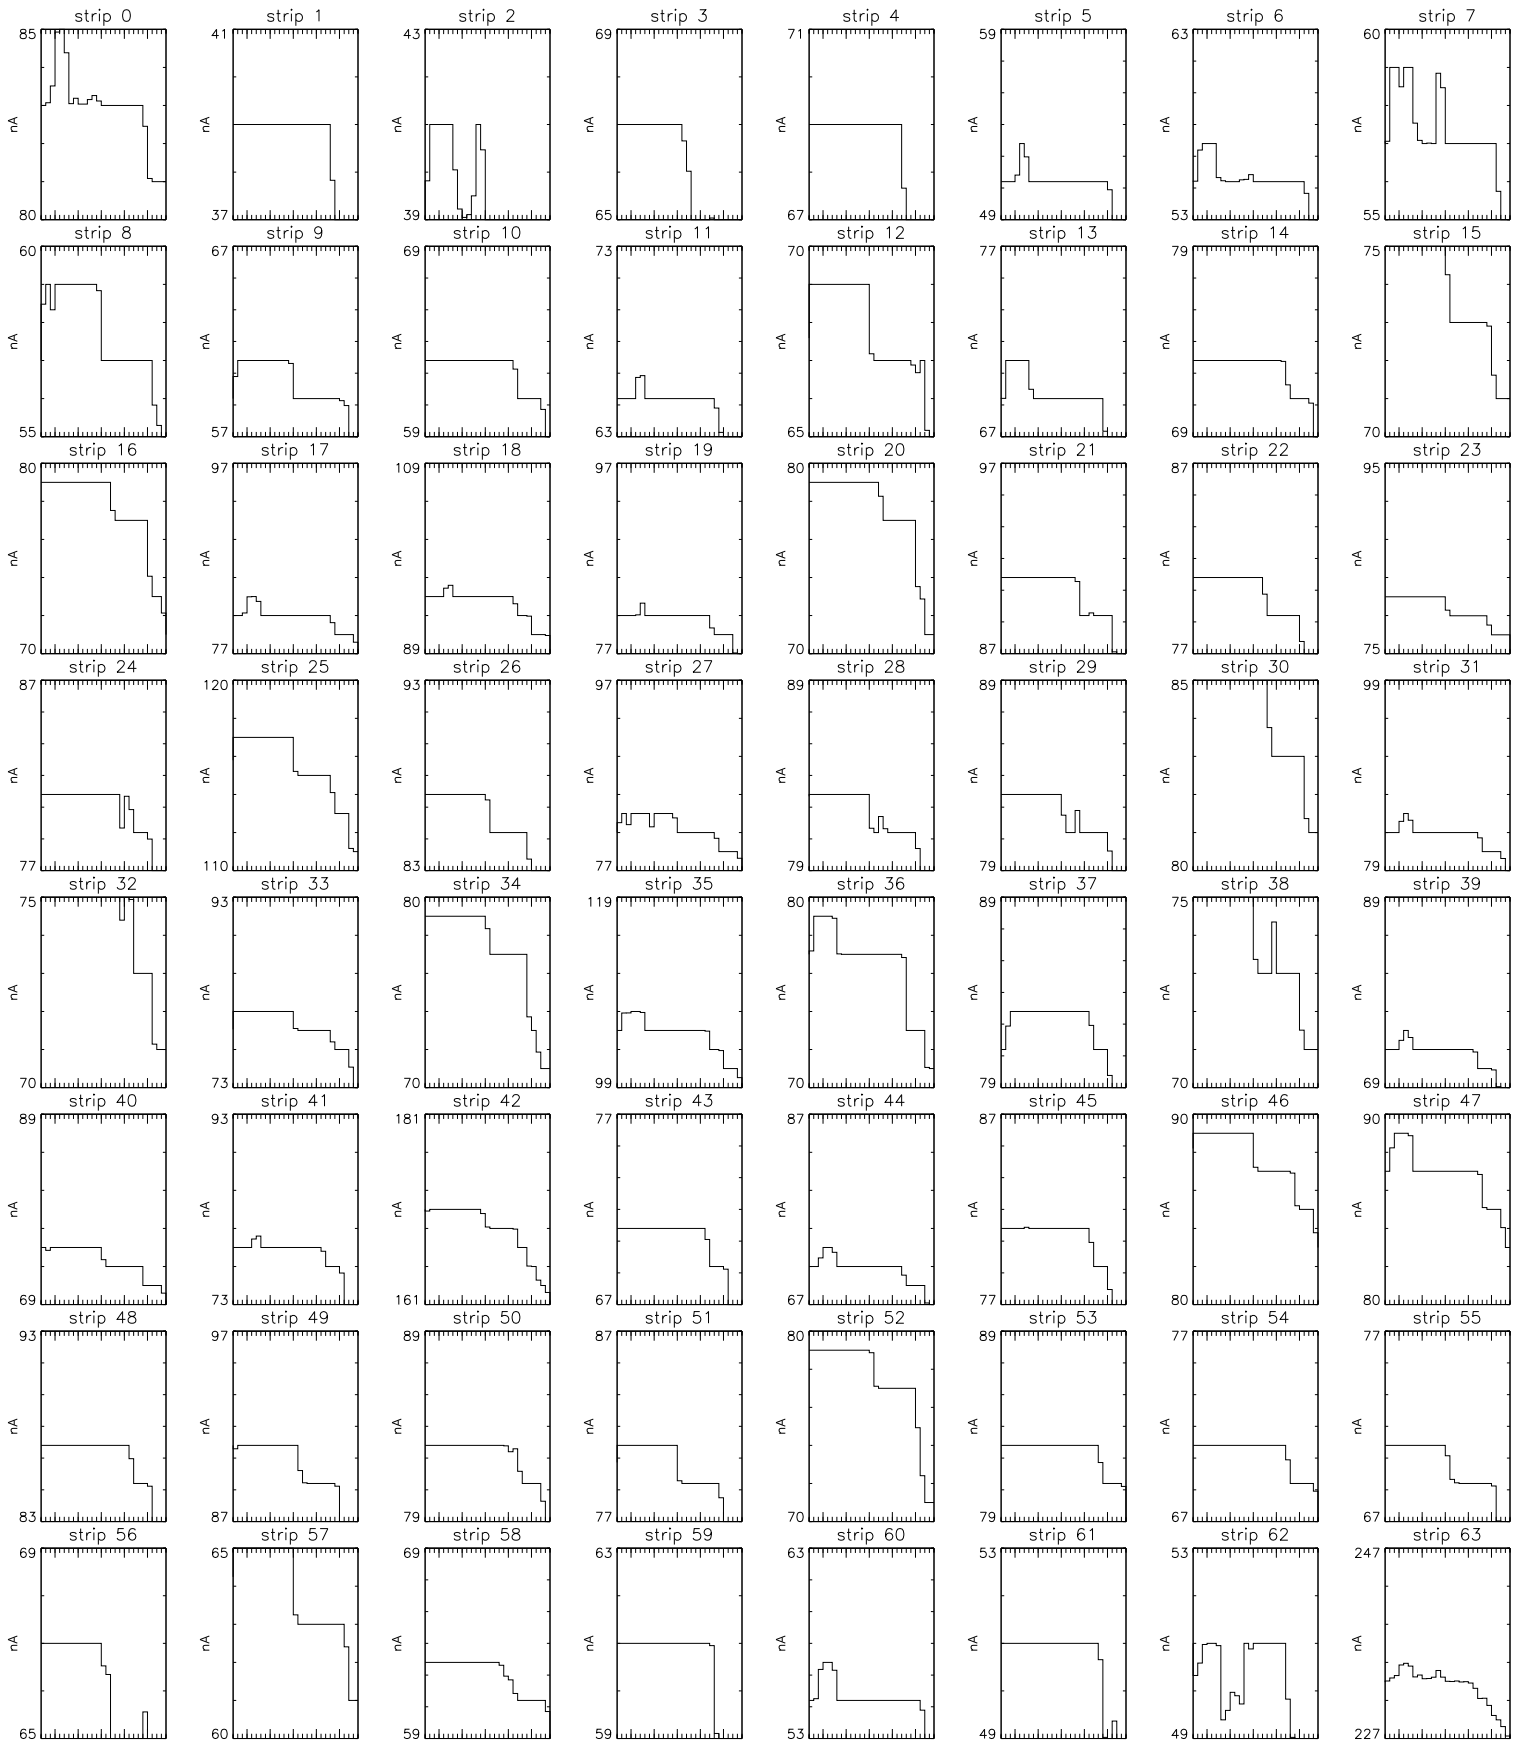 strip 0 strip 1 strip 2 strip 3 strip 4 strip 5 strip 6 strip 7
85 41 43 69 71 59 63 60
nA nA nA nA nA nA nA nA
80 37 39 65 67 49 53 55
strip 8 strip 9 strip 10 strip 11 strip 12 strip 13 strip 14 strip 15
60 67 69 73 70 77 79 75
nA nA nA nA nA nA nA nA
55 57 59 63 65 67 69 70
strip 16 strip 17 strip 18 strip 19 strip 20 strip 21 strip 22 strip 23
80 97 109 97 80 97 87 95
nA nA nA nA nA nA nA nA
70 77 89 77 70 87 77 75
strip 24 strip 25 strip 26 strip 27 strip 28 strip 29 strip 30 strip 31
87 120 93 97 89 89 85 99
nA nA nA nA nA nA nA nA
77 110 83 77 79 79 80 79
strip 32 strip 33 strip 34 strip 35 strip 36 strip 37 strip 38 strip 39
75 93 80 119 80 89 75 89
nA nA nA nA nA nA nA nA
70 73 70 99 70 79 70 69
strip 40 strip 41 strip 42 strip 43 strip 44 strip 45 strip 46 strip 47
89 93 181 77 87 87 90 90
nA nA nA nA nA nA nA nA
69 73 161 67 67 77 80 80
strip 48 strip 49 strip 50 strip 51 strip 52 strip 53 strip 54 strip 55
93 97 89 87 80 89 77 77
nA nA nA nA nA nA nA nA
83 87 79 77 70 79 67 67
strip 56 strip 57 strip 58 strip 59 strip 60 strip 61 strip 62 strip 63
69 65 69 63 63 53 53 247
nA nA nA nA nA nA nA nA
65 60 59 59 53 49 49 227